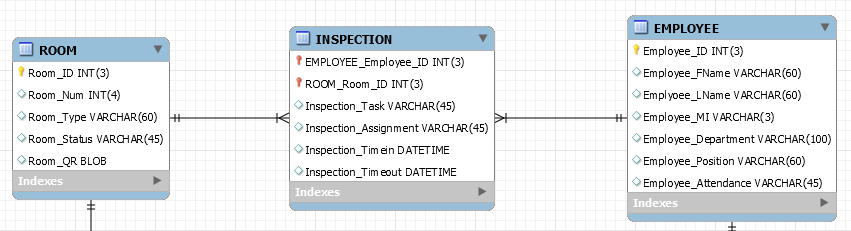 ROOM
Room_ID INT(3)
Room_Num INT(4)
Room_Type VARCHAR(60)
Room_Status VARCHAR(45)
Room_QR BLOB
Indexes
INSPECTION
EMPLOYEE_Employee_ID INT(3)
ROOM_Room_ID INT(3)
Inspection_Task VARCHAR(45)
Inspection_Assignment VARCHAR(45)
Inspection_Timein DATETIME
Inspection_Timeout DATETIME
Indexes
EMPLOYEE
Employee_ID INT(3)
Employee_FName VARCHAR(60)
Emplyoee_LName VARCHAR(60)
Employee_MI VARCHAR(3)
Employee_Department VARCHAR(100)
Employee_Position VARCHAR(60)
Employee_Attendance VARCHAR(45)
Indexes